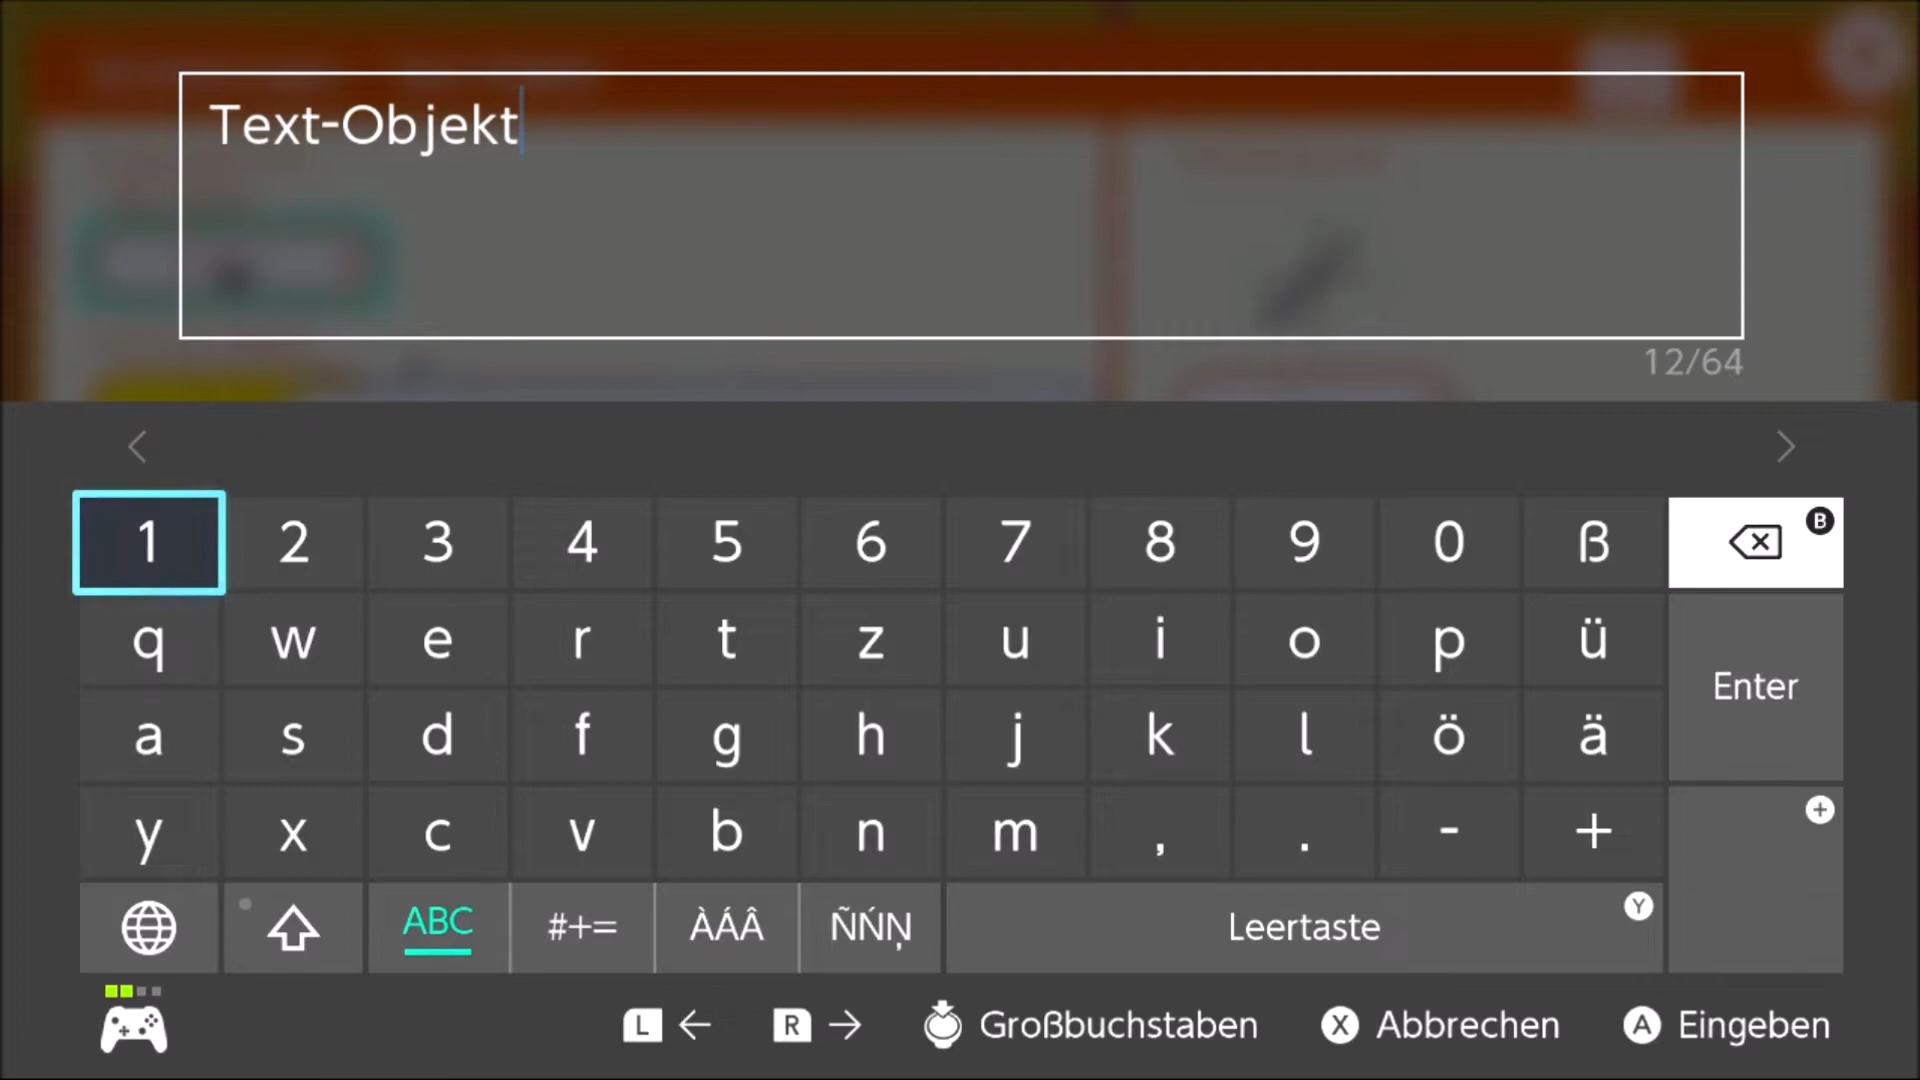 Text-Objekt
12/64
1 2 3 4 5 6 7 8 9 0 ß B
q w e r t z u i o p ü Enter
a s d f g h j k l ö ä
y x c v b n m , . - + +
ABC #+= ÀÁÂ ÑŃŅ Leertaste Y
L ← R → Großbuchstaben X Abbrechen A Eingeben